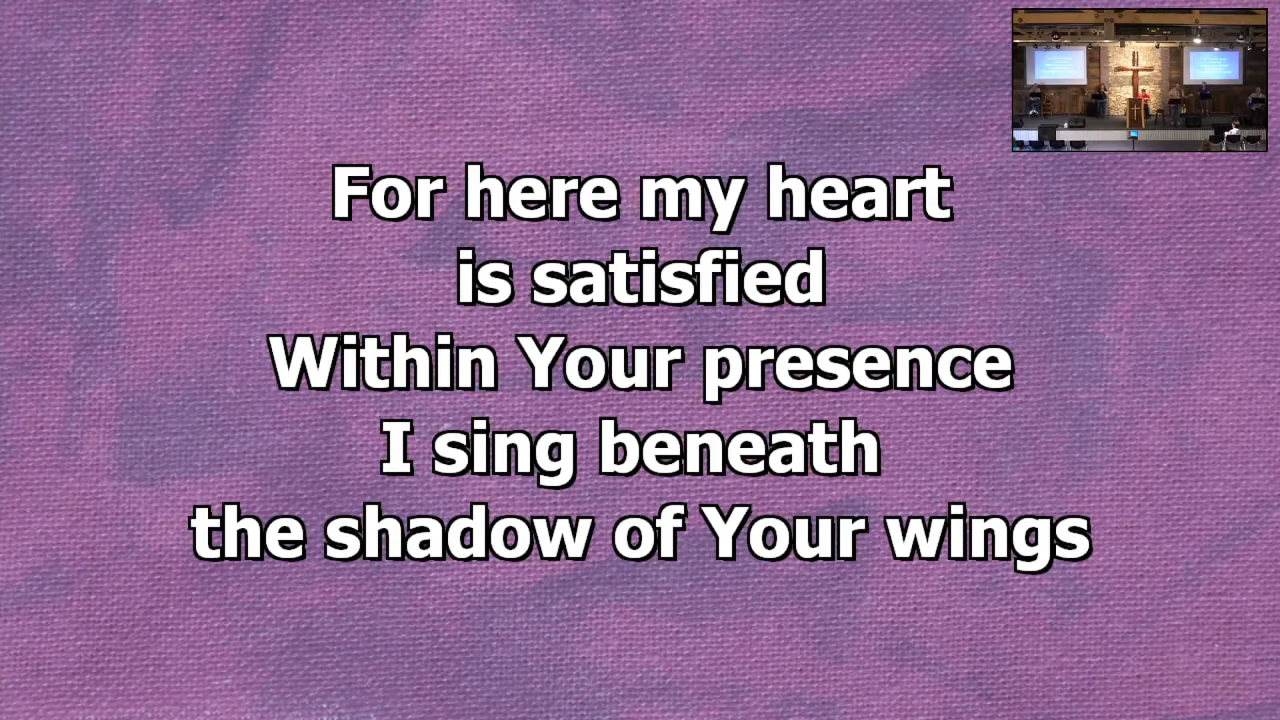 For here my heart
is satisfied
Within Your presence
I sing beneath
the shadow of Your wings